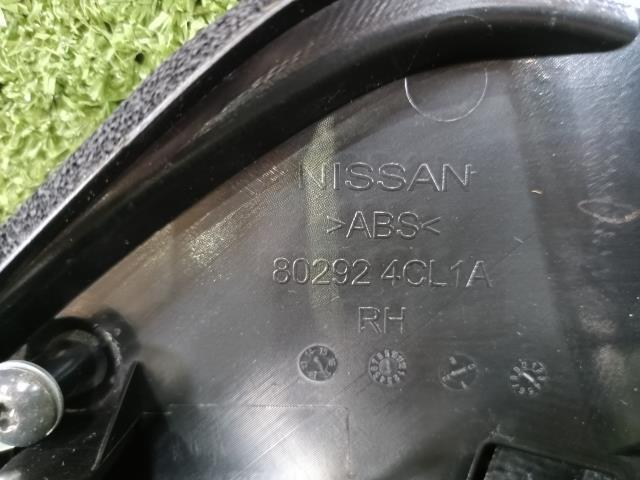 NISSAN
>ABS<
80292 4CL1A
RH